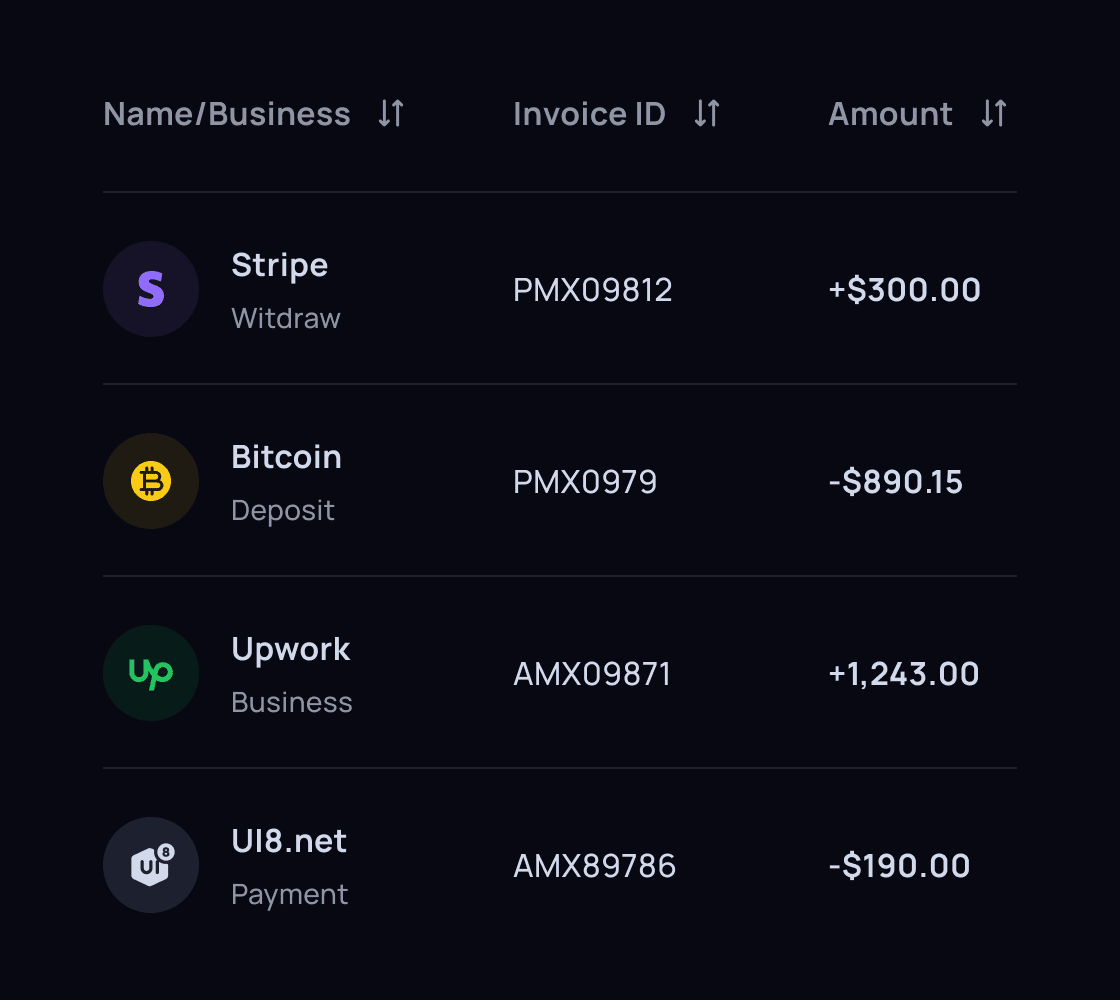 Name/Business Invoice ID Amount
S
Stripe
Witdraw
PMX09812
+$300.00
Bitcoin
Deposit
PMX0979
-$890.15
up
Upwork
Business
AMX09871
+1,243.00
UI 8
UI8.net
Payment
AMX89786
-$190.00